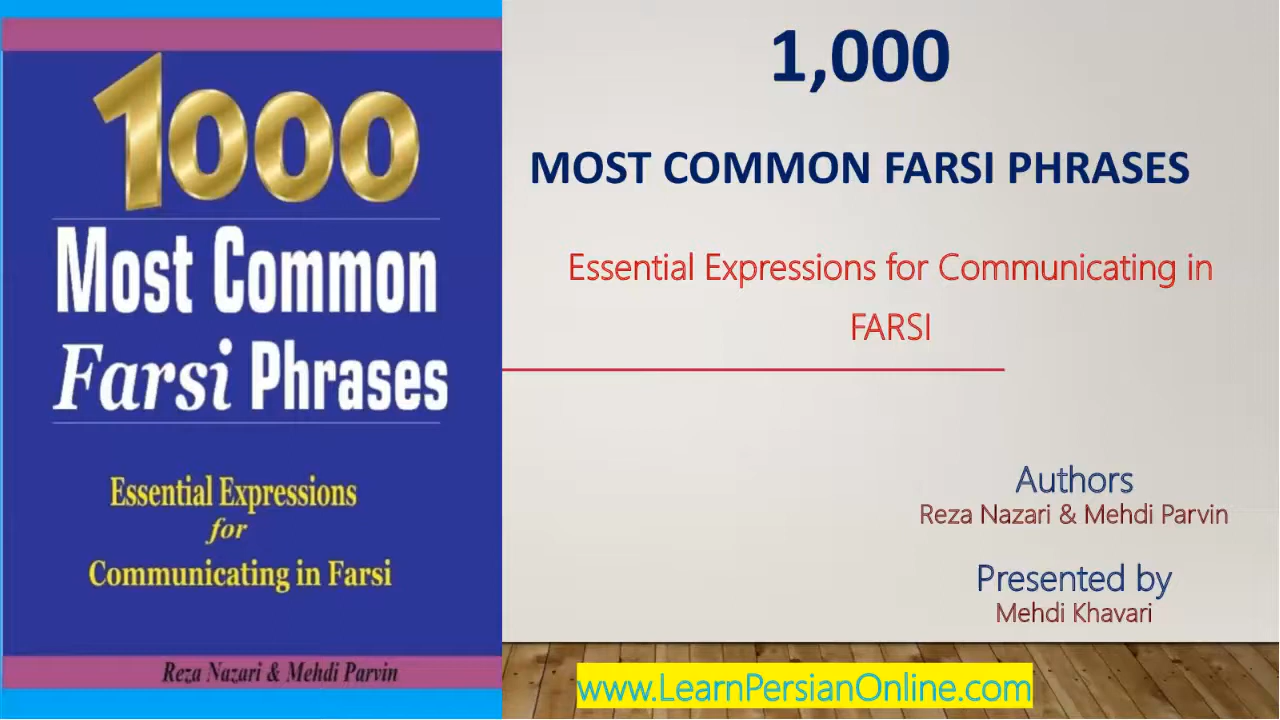 1000
Most Common
Farsi Phrases
Essential Expressions
for
Communicating in Farsi
Reza Nazari & Mehdi Parvin
1,000
MOST COMMON FARSI PHRASES
Essential Expressions for Communicating in
FARSI
Authors
Reza Nazari & Mehdi Parvin
Presented by
Mehdi Khavari
www.LearnPersianOnline.com